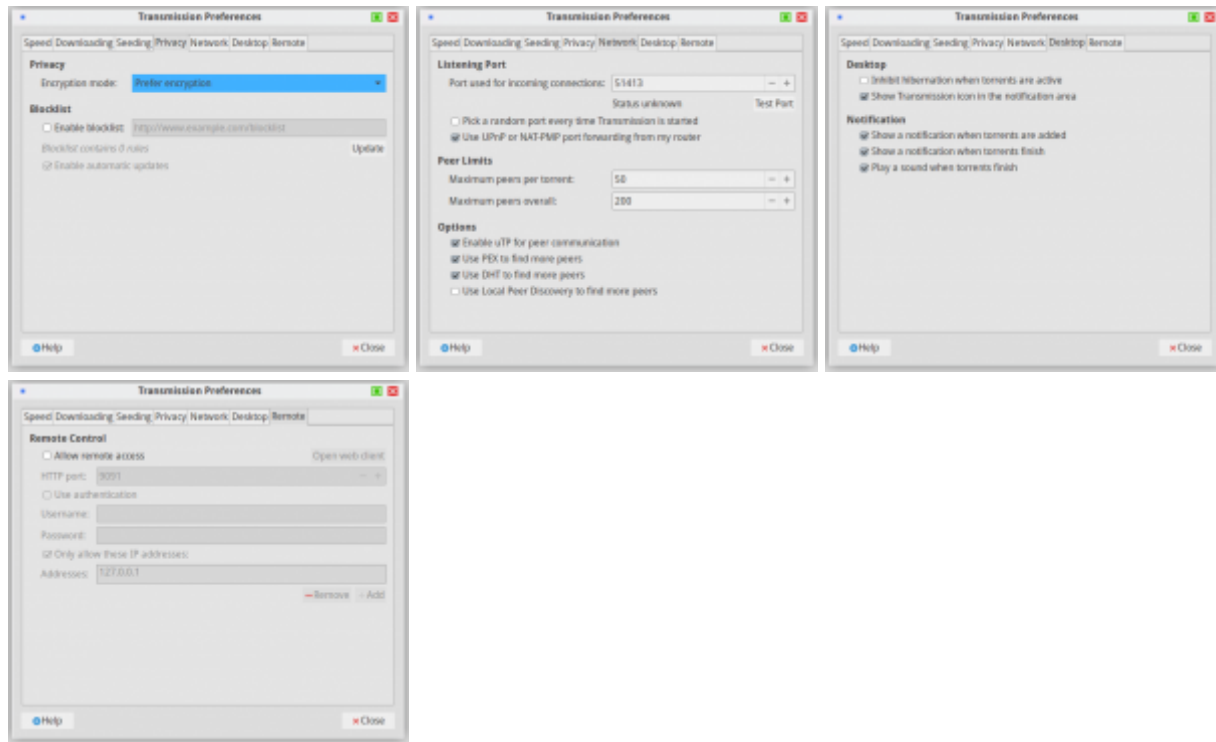 Transmission Preferences
Speed Downloading Seeding Privacy Network Desktop Remote
Privacy
Encryption mode: Prefer encryption
Blocklist
Enable blocklist: http://www.example.com/blocklist
Blocklist contains 0 rules Update
Enable automatic updates
Help Close
Transmission Preferences
Speed Downloading Seeding Privacy Network Desktop Remote
Listening Port
Port used for incoming connections: 51413
Status unknown Test Port
Pick a random port every time Transmission is started
Use UPnP or NAT-PMP port forwarding from my router
Peer Limits
Maximum peers per torrent: 50
Maximum peers overall: 200
Options
Enable uTP for peer communication
Use PEX to find more peers
Use DHT to find more peers
Use Local Peer Discovery to find more peers
Help Close
Transmission Preferences
Speed Downloading Seeding Privacy Network Desktop Remote
Desktop
Inhibit hibernation when torrents are active
Show Transmission icon in the notification area
Notification
Show a notification when torrents are added
Show a notification when torrents finish
Play a sound when torrents finish
Help Close
Transmission Preferences
Speed Downloading Seeding Privacy Network Desktop Remote
Remote Control
Allow remote access Open web client
HTTP port: 9091
Use authentication
Username:
Password:
Only allow these IP addresses:
Addresses: 127.0.0.1
Remove Add
Help Close